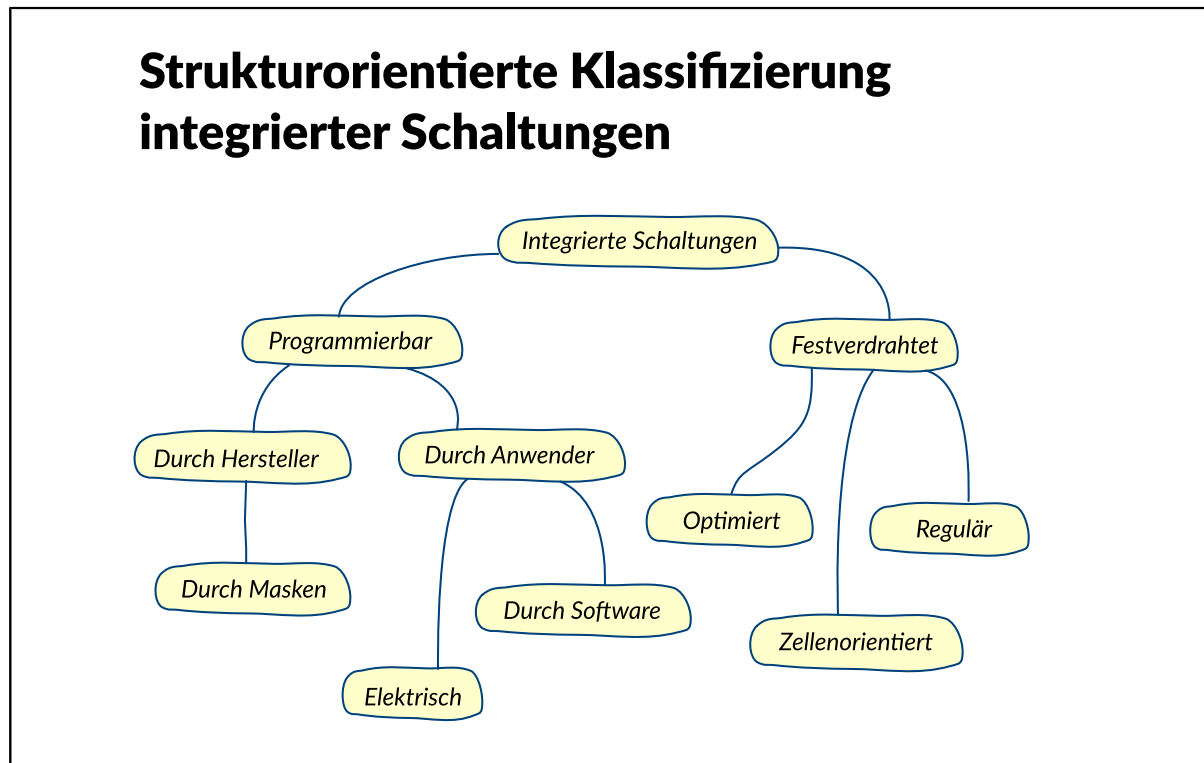 Strukturorientierte Klassifizierung
integrierter Schaltungen
Integrierte Schaltungen
Programmierbar
Festverdrahtet
Durch Hersteller
Durch Anwender
Optimiert
Regulär
Durch Masken
Durch Software
Zellenorientiert
Elektrisch